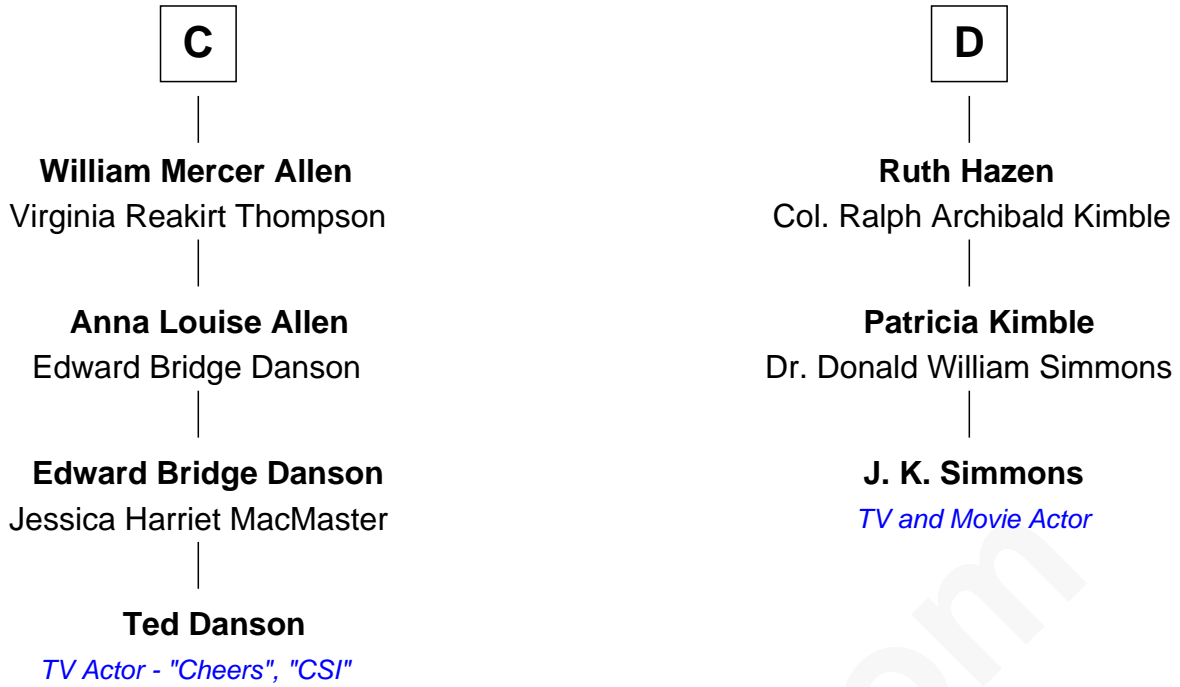 C
William Mercer Allen
Virginia Reakirt Thompson
Anna Louise Allen
Edward Bridge Danson
Edward Bridge Danson
Jessica Harriet MacMaster
Ted Danson
TV Actor - "Cheers", "CSI"
D
Ruth Hazen
Col. Ralph Archibald Kimble
Patricia Kimble
Dr. Donald William Simmons
J. K. Simmons
TV and Movie Actor
om